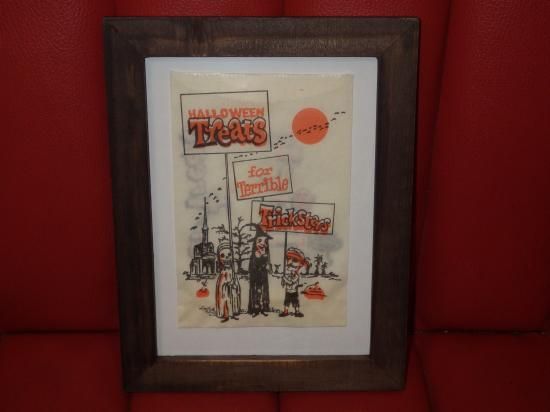 HALLOWEEN
Treats
for
Terrible
Tricksters